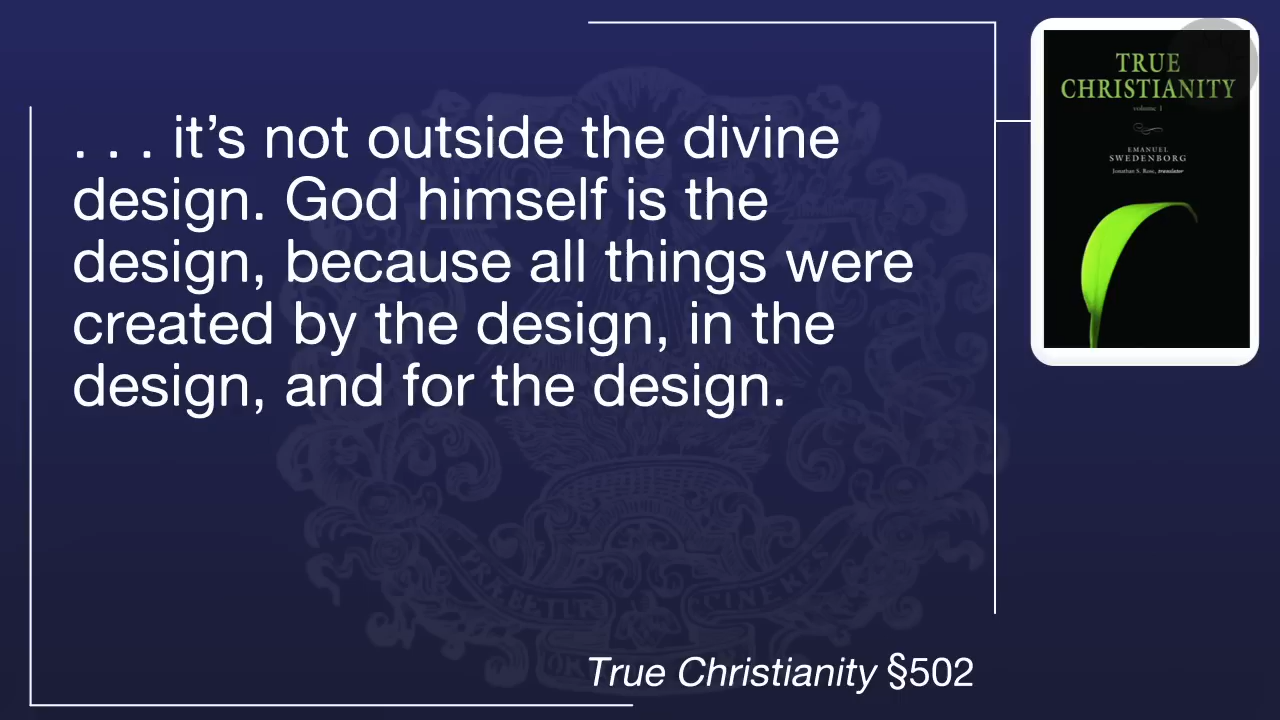 . . . it’s not outside the divine
design. God himself is the
design, because all things were
created by the design, in the
design, and for the design.
True Christianity §502
TRUE
CHRISTIANITY
volume 1
EMANUEL
SWEDENBORG
Jonathan S. Rose, translator